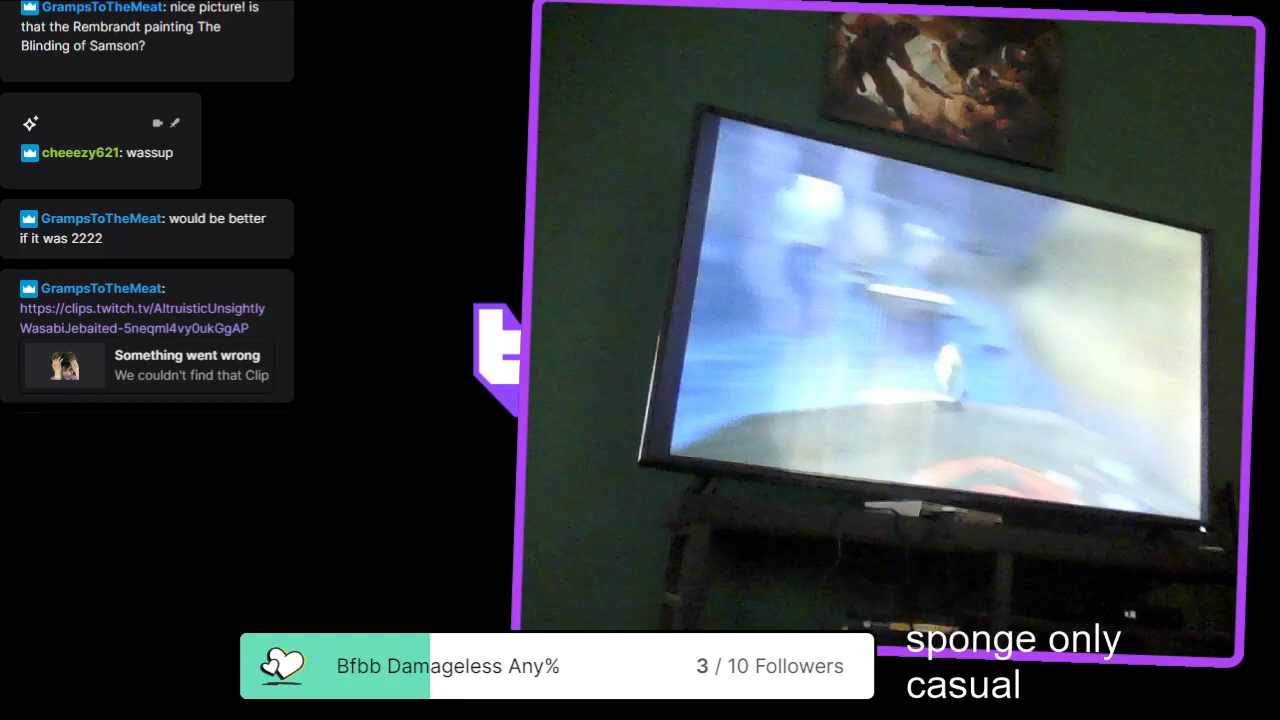 GrampsToTheMeat: nice picture! is
that the Rembrandt painting The
Blinding of Samson?
cheeezy621: wassup
GrampsToTheMeat: would be better
if it was 2222
GrampsToTheMeat:
https://clips.twitch.tv/AltruisticUnsightly
WasabiJebaited-5neqml4vy0ukGgAP
Something went wrong
We couldn't find that Clip
Bfbb Damageless Any% 3 / 10 Followers
sponge only
casual